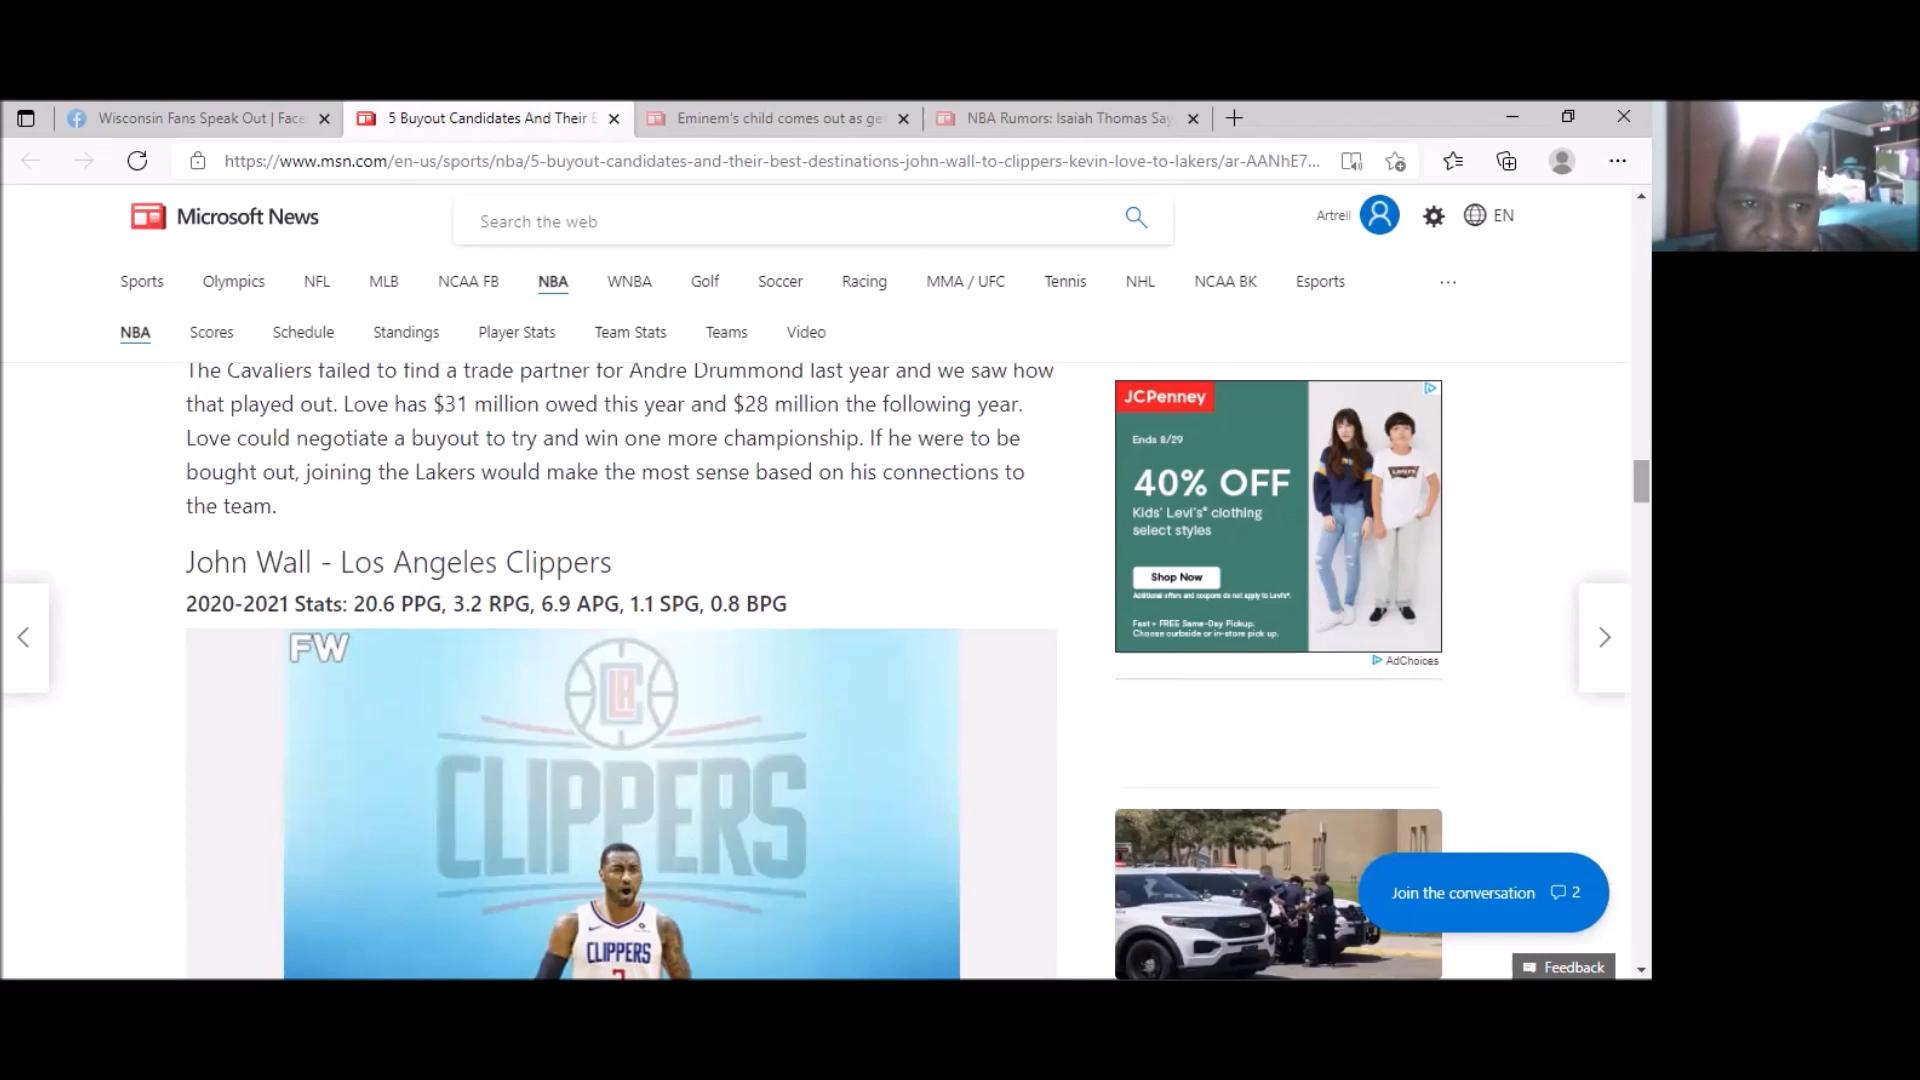 Wisconsin Fans Speak Out | Face
5 Buyout Candidates And Their B
Eminem's child comes out as ge
NBA Rumors: Isaiah Thomas Say
https://www.msn.com/en-us/sports/nba/5-buyout-candidates-and-their-best-destinations-john-wall-to-clippers-kevin-love-to-lakers/ar-AANhE7...
Microsoft News
Search the web
Artrell
EN
Sports Olympics NFL MLB NCAA FB NBA WNBA Golf Soccer Racing MMA / UFC Tennis NHL NCAA BK Esports ...
NBA Scores Schedule Standings Player Stats Team Stats Teams Video
The Cavaliers failed to find a trade partner for Andre Drummond last year and we saw how
that played out. Love has $31 million owed this year and $28 million the following year.
Love could negotiate a buyout to try and win one more championship. If he were to be
bought out, joining the Lakers would make the most sense based on his connections to
the team.
John Wall - Los Angeles Clippers
2020-2021 Stats: 20.6 PPG, 3.2 RPG, 6.9 APG, 1.1 SPG, 0.8 BPG
FW
CLIPPERS
CLIPPERS
JCPenney
Ends 8/29
40% OFF
Kids' Levi's® clothing
select styles
Shop Now
Additional offers and coupons do not apply to Levi's®.
Fast + FREE Same-Day Pickup.
Choose curbside or in-store pick up.
AdChoices
Join the conversation 2
Feedback